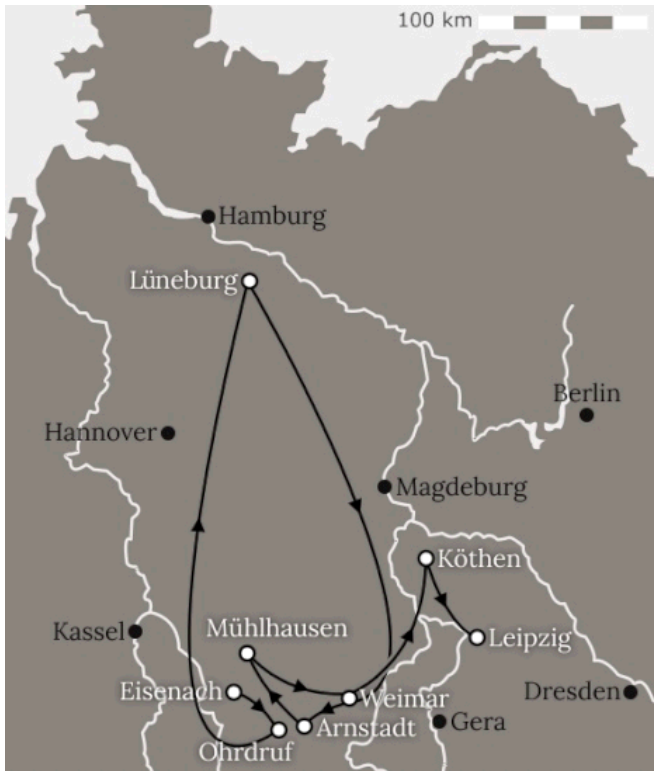 100 km
Hamburg
Lüneburg
Berlin
Hannover
Magdeburg
Köthen
Kassel
Mühlhausen
Leipzig
Eisenach
Weimar
Dresden
Arnstadt
Gera
Ohrdruf